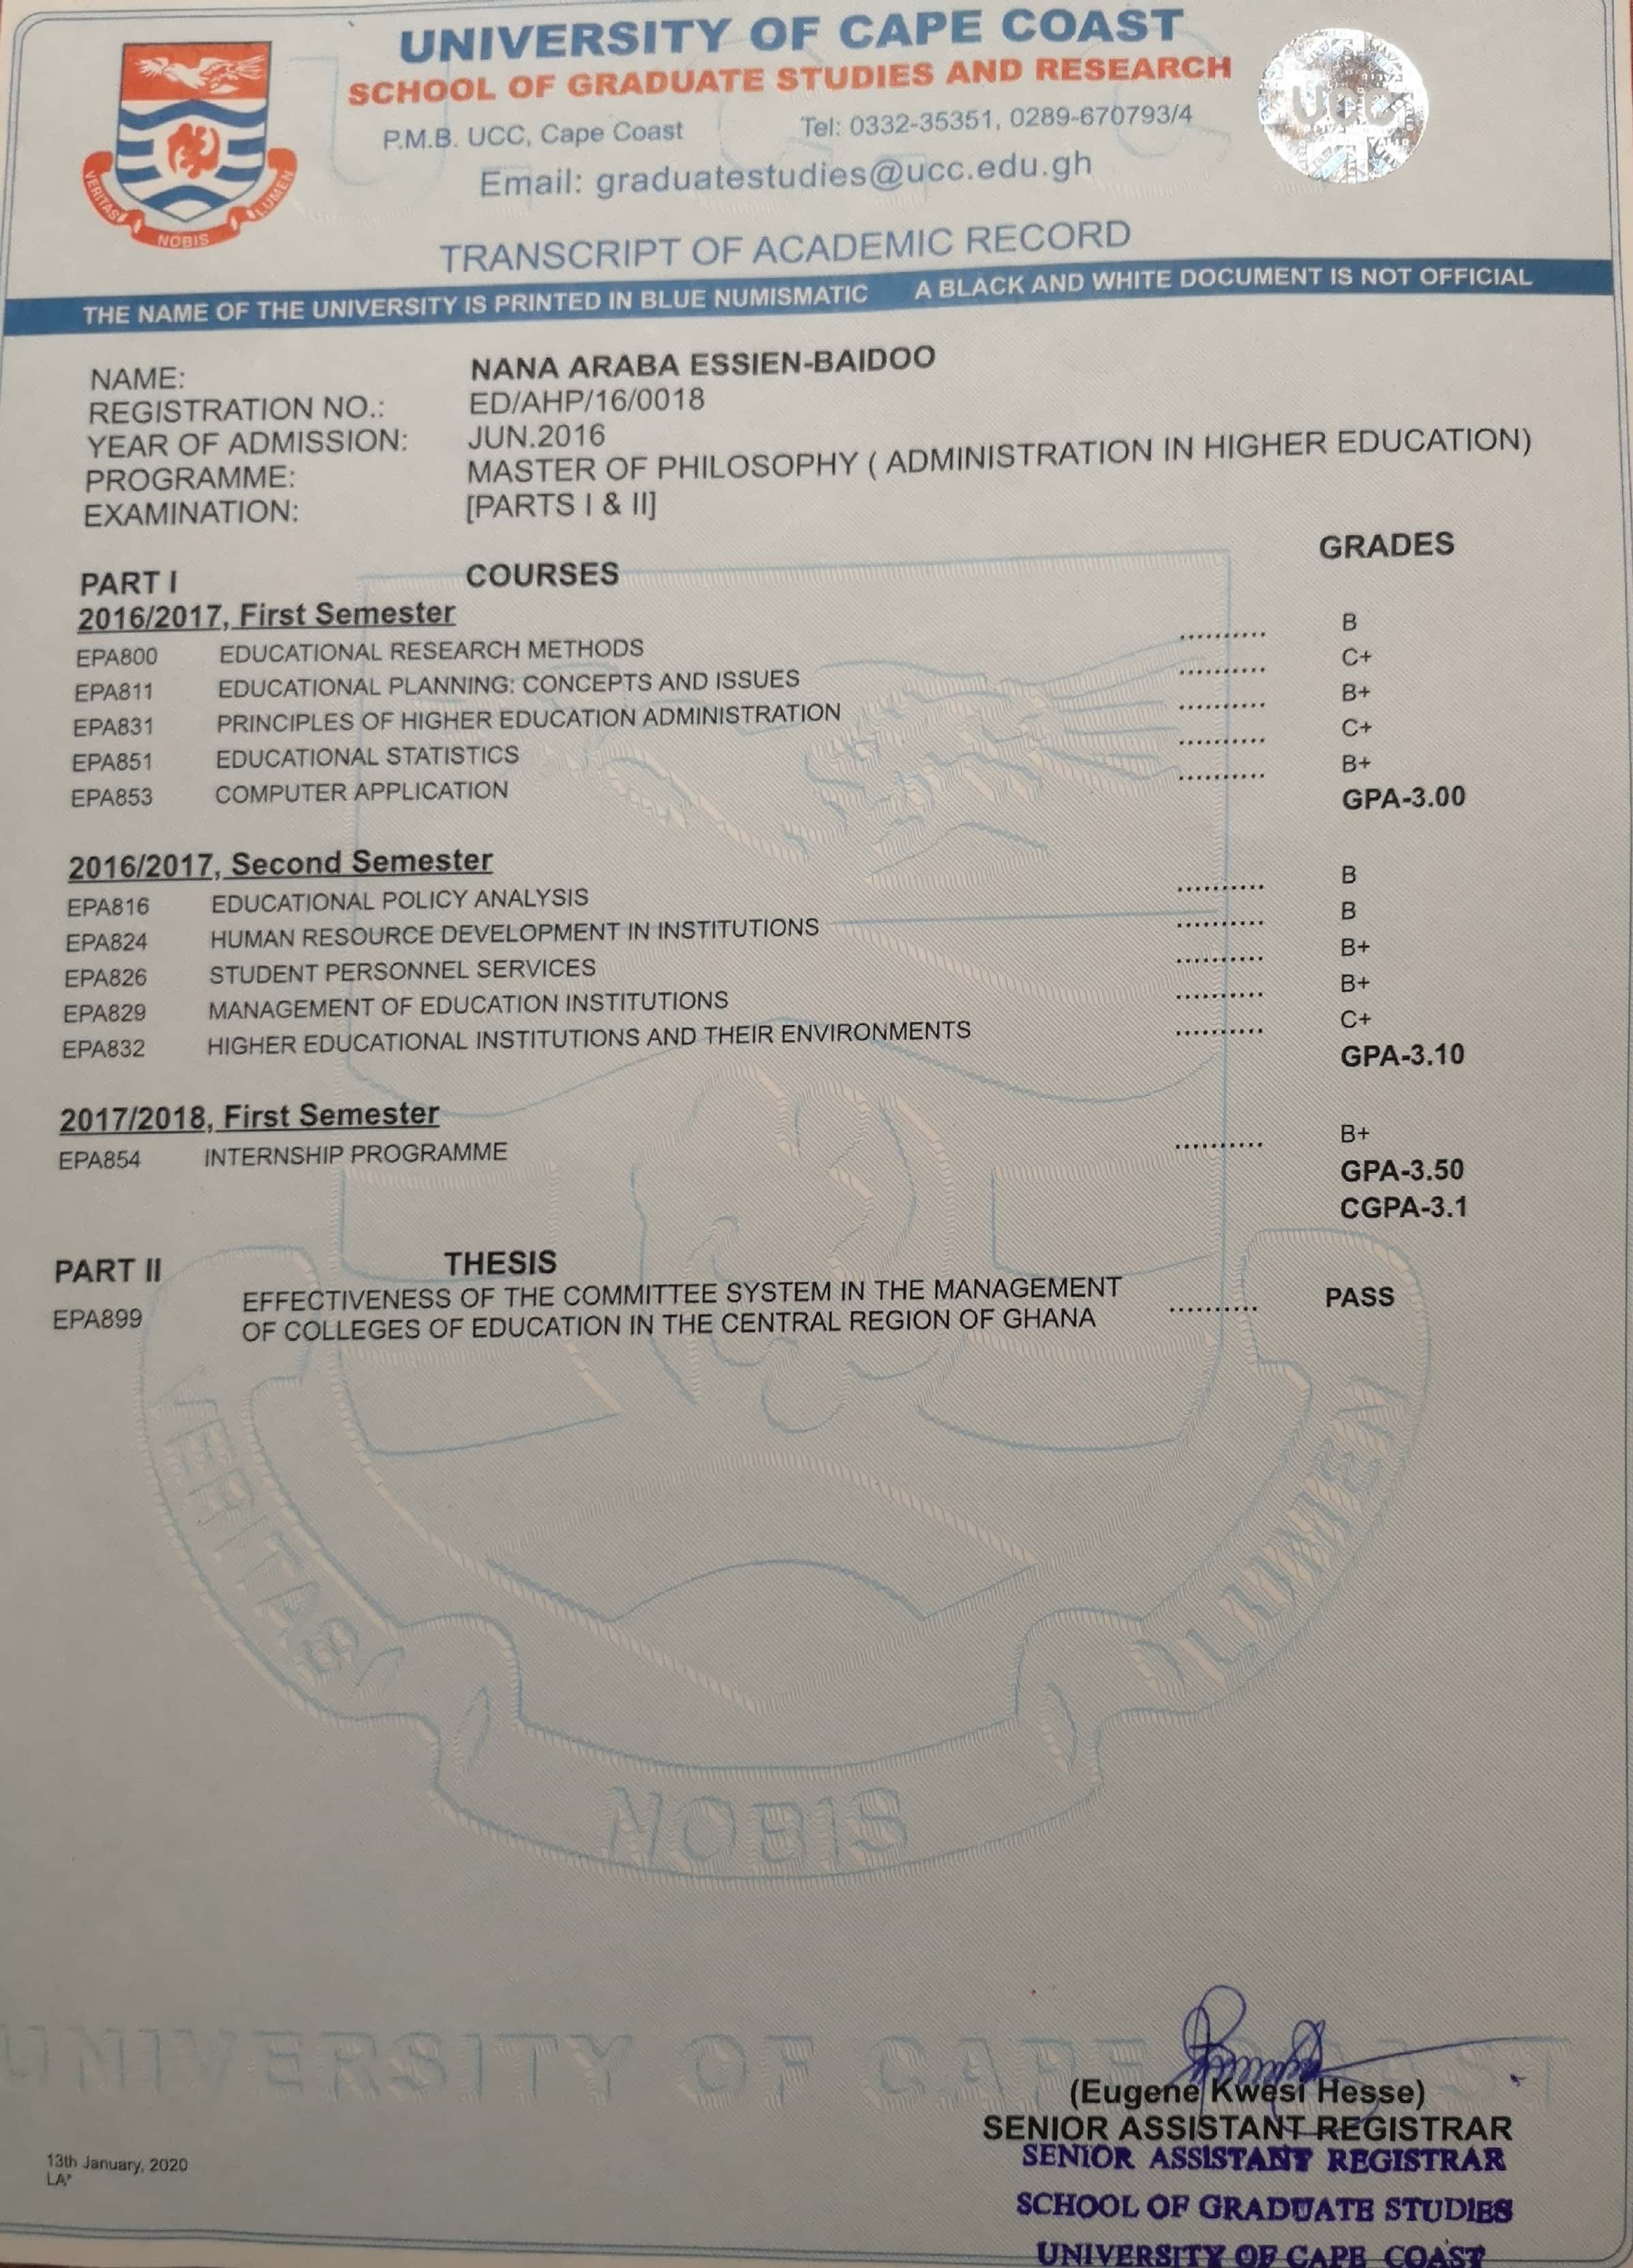 UNIVERSITY OF CAPE COAST
SCHOOL OF GRADUATE STUDIES AND RESEARCH
P.M.B. UCC, Cape Coast Tel: 0332-35351, 0289-670793/4
Email: graduatestudies@ucc.edu.gh
VERITAS NOBIS LUMEN
UCC
TRANSCRIPT OF ACADEMIC RECORD
THE NAME OF THE UNIVERSITY IS PRINTED IN BLUE NUMISMATIC A BLACK AND WHITE DOCUMENT IS NOT OFFICIAL
NAME: NANA ARABA ESSIEN-BAIDOO
REGISTRATION NO.: ED/AHP/16/0018
YEAR OF ADMISSION: JUN.2016
PROGRAMME: MASTER OF PHILOSOPHY ( ADMINISTRATION IN HIGHER EDUCATION)
EXAMINATION: [PARTS I & II]
PART I COURSES GRADES
2016/2017, First Semester
EPA800 EDUCATIONAL RESEARCH METHODS .......... B
EPA811 EDUCATIONAL PLANNING: CONCEPTS AND ISSUES .......... C+
EPA831 PRINCIPLES OF HIGHER EDUCATION ADMINISTRATION .......... B+
EPA851 EDUCATIONAL STATISTICS .......... C+
EPA853 COMPUTER APPLICATION .......... B+
GPA-3.00
2016/2017, Second Semester
EPA816 EDUCATIONAL POLICY ANALYSIS .......... B
EPA824 HUMAN RESOURCE DEVELOPMENT IN INSTITUTIONS .......... B
EPA826 STUDENT PERSONNEL SERVICES .......... B+
EPA829 MANAGEMENT OF EDUCATION INSTITUTIONS .......... B+
EPA832 HIGHER EDUCATIONAL INSTITUTIONS AND THEIR ENVIRONMENTS .......... C+
GPA-3.10
2017/2018, First Semester
EPA854 INTERNSHIP PROGRAMME .......... B+
GPA-3.50
CGPA-3.1
PART II THESIS
EPA899 EFFECTIVENESS OF THE COMMITTEE SYSTEM IN THE MANAGEMENT .......... PASS
OF COLLEGES OF EDUCATION IN THE CENTRAL REGION OF GHANA
VERITAS NOBIS LUMEN
UNIVERSITY OF CAPE COAST
(Eugene Kwesi Hesse)
SENIOR ASSISTANT REGISTRAR
SENIOR ASSISTANT REGISTRAR
SCHOOL OF GRADUATE STUDIES
UNIVERSITY OF CAPE COAST
13th January, 2020
LA*